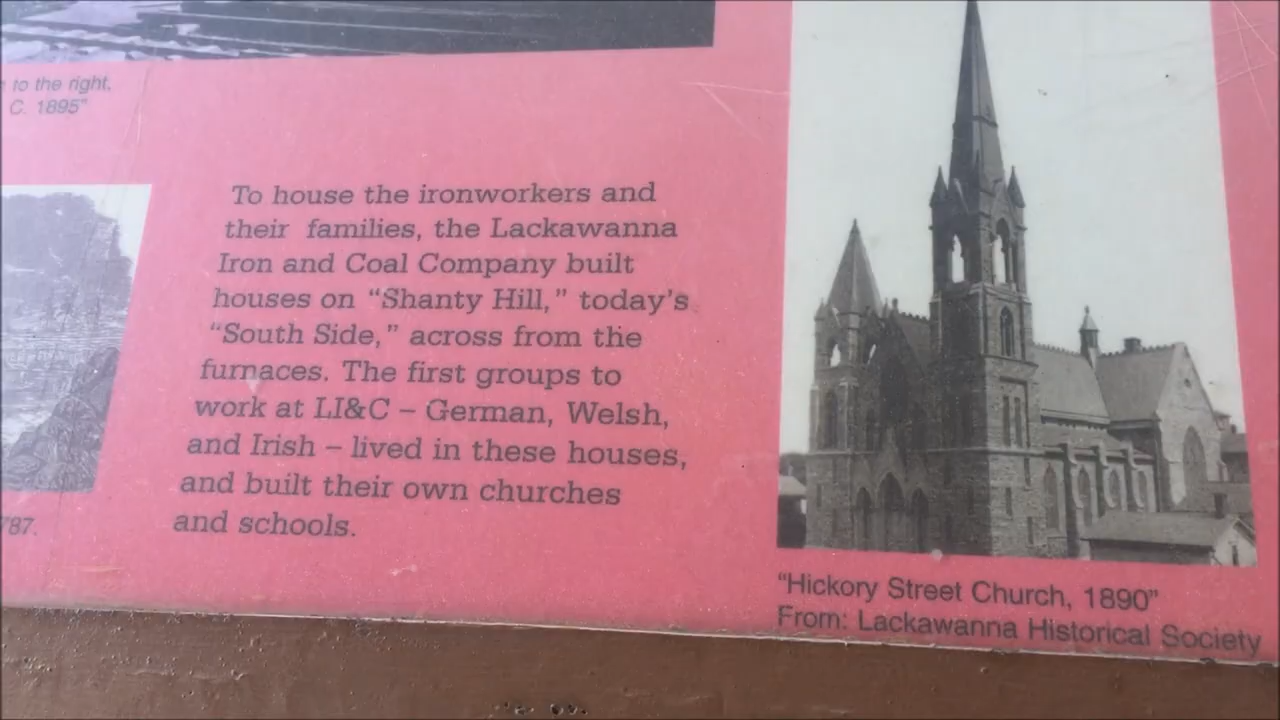 to the right.
C. 1895”
To house the ironworkers and
their families, the Lackawanna
Iron and Coal Company built
houses on “Shanty Hill,” today’s
“South Side,” across from the
furnaces. The first groups to
work at LI&C – German, Welsh,
and Irish – lived in these houses,
and built their own churches
and schools.
787.
“Hickory Street Church, 1890”
From: Lackawanna Historical Society